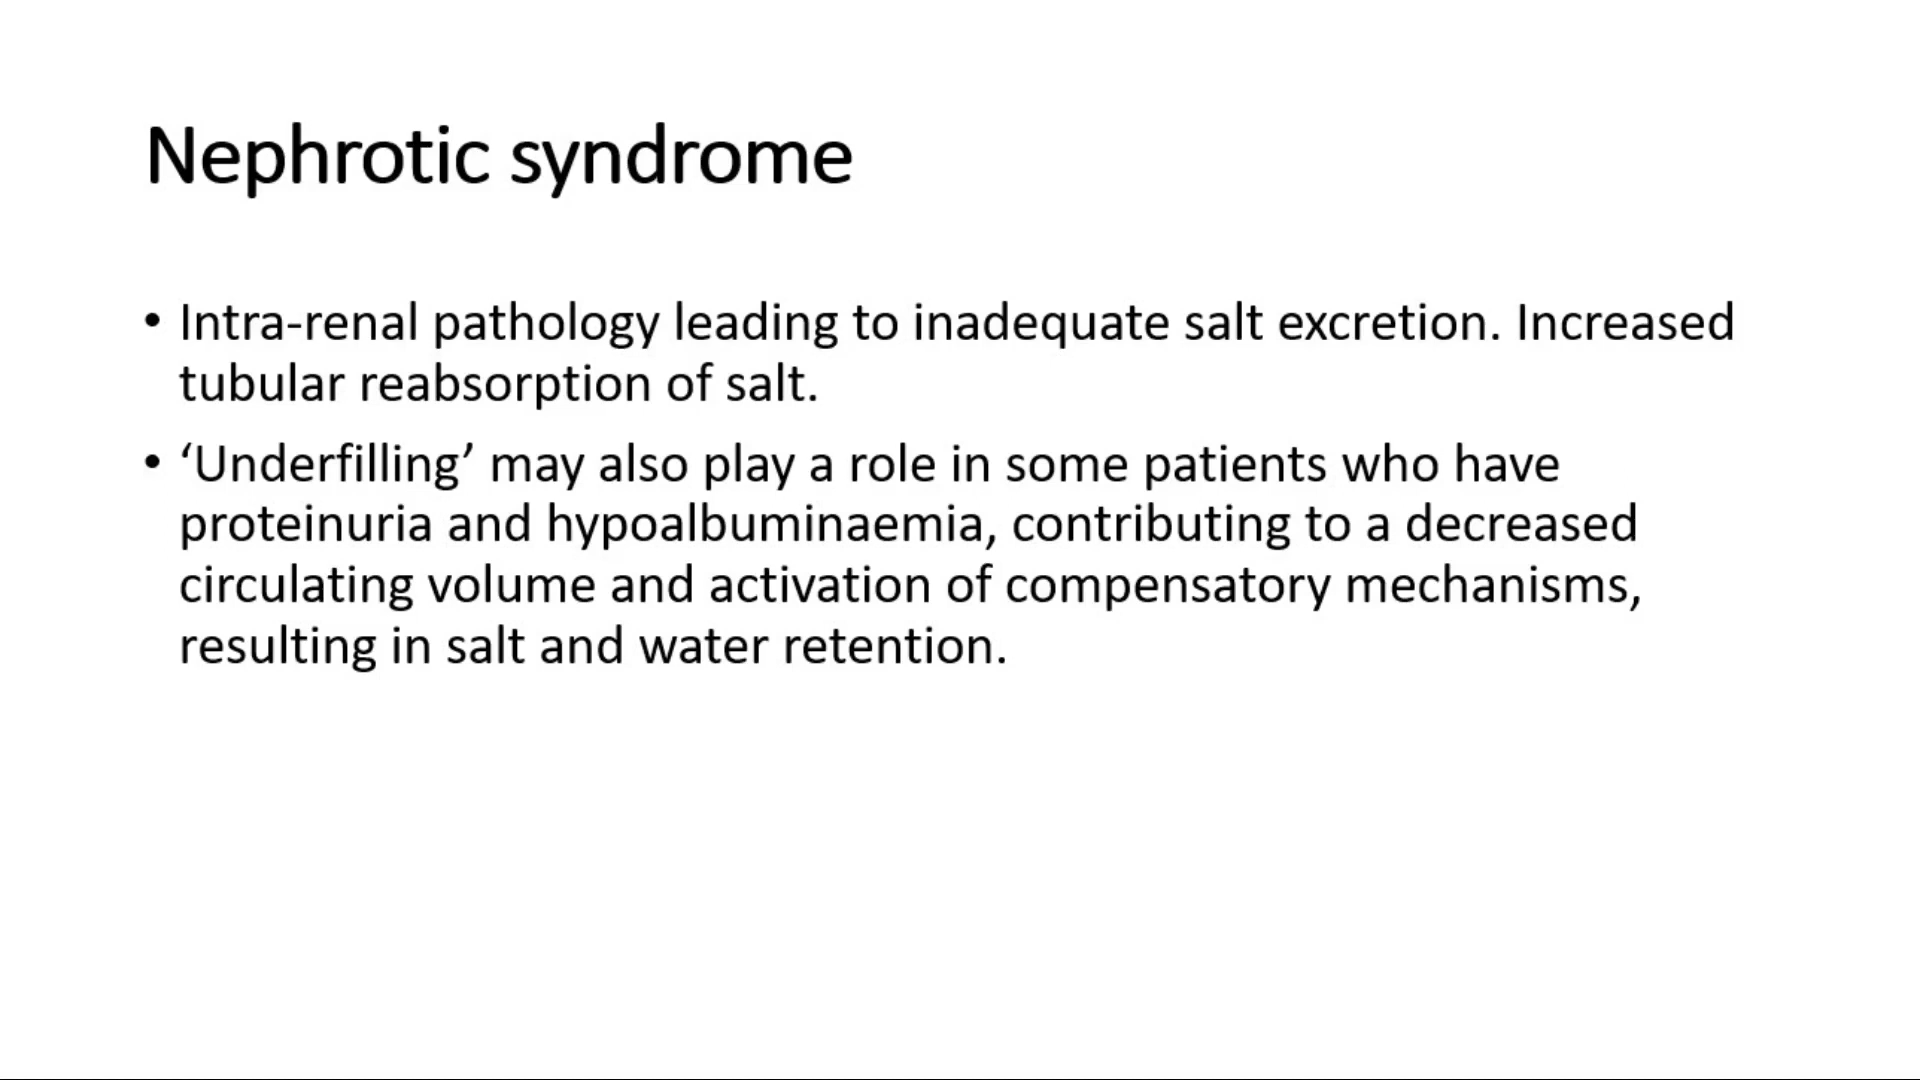 Nephrotic syndrome
• Intra-renal pathology leading to inadequate salt excretion. Increased
tubular reabsorption of salt.
• ‘Underfilling’ may also play a role in some patients who have
proteinuria and hypoalbuminaemia, contributing to a decreased
circulating volume and activation of compensatory mechanisms,
resulting in salt and water retention.